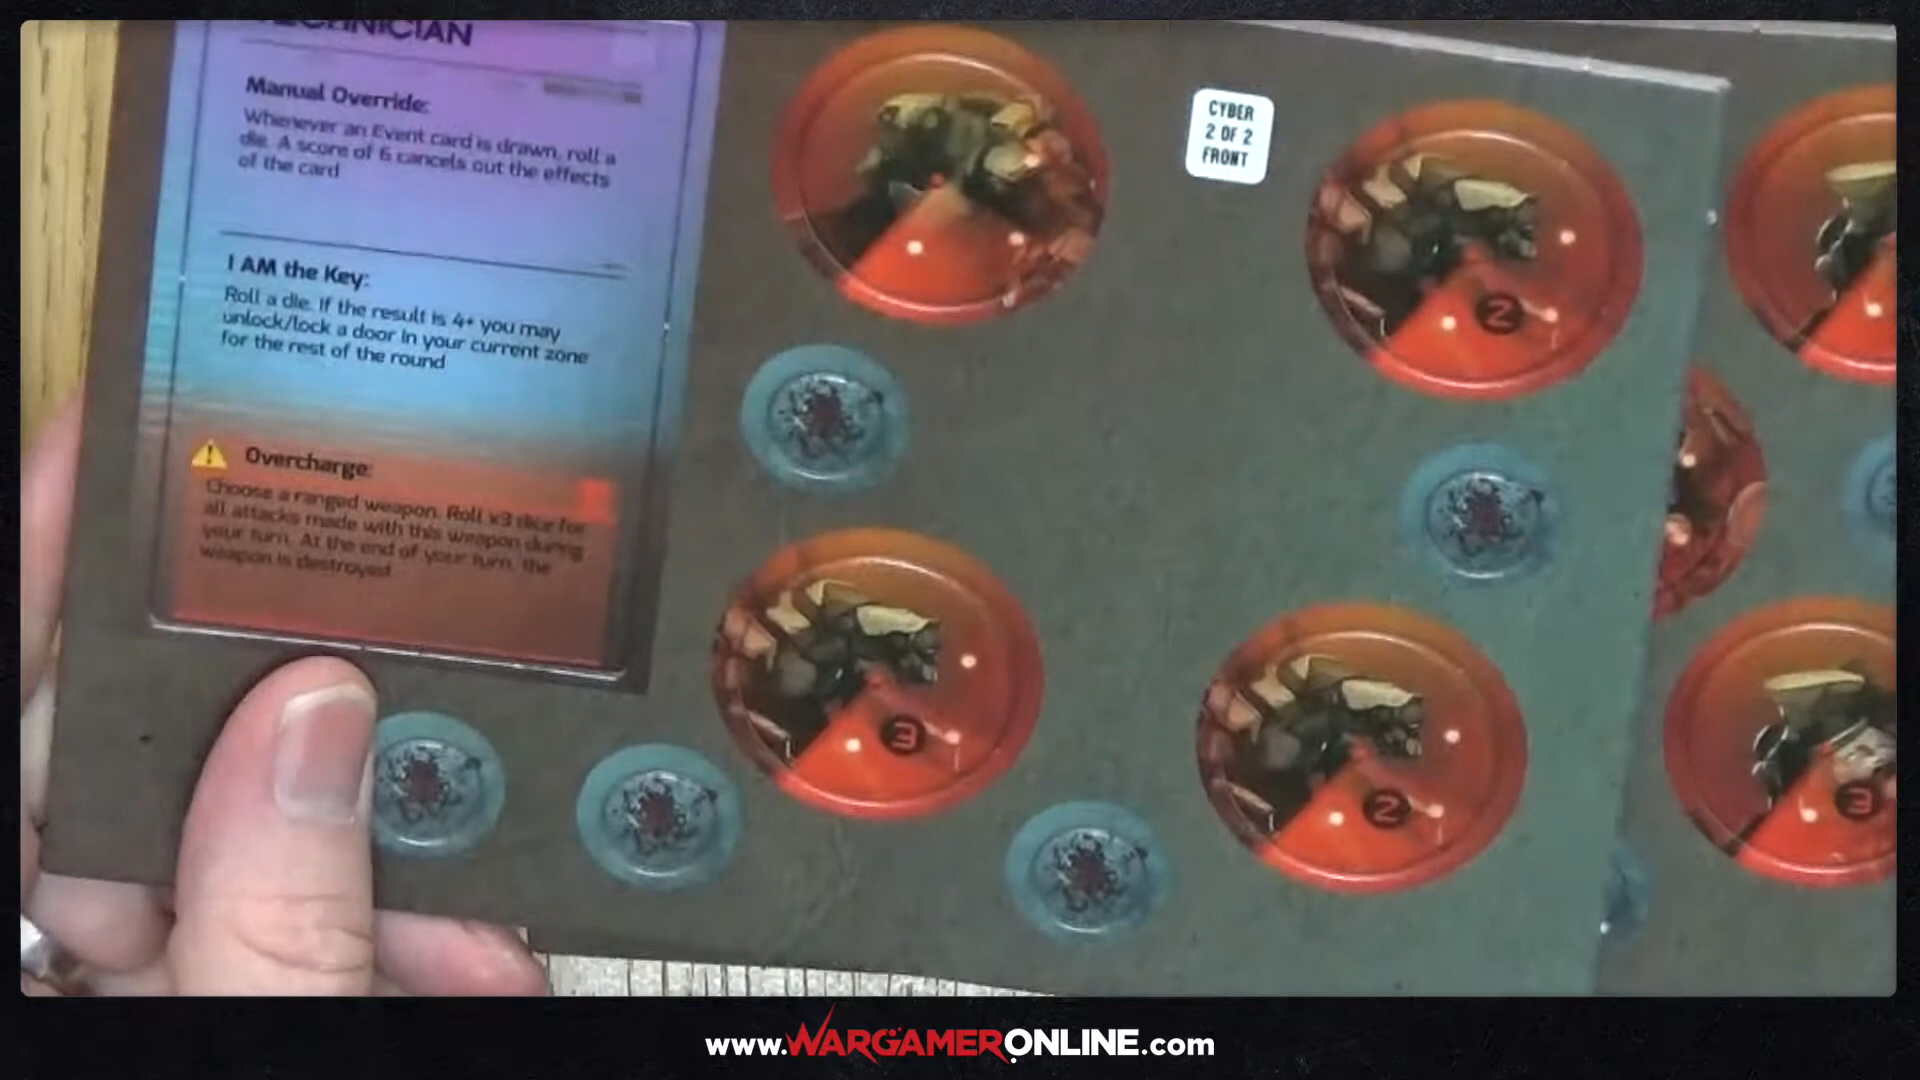 TECHNICIAN
Manual Override:
Whenever an Event card is drawn, roll a
die. A score of 6 cancels out the effects
of the card
I AM the Key:
Roll a die. If the result is 4+ you may
unlock/lock a door in your current zone
for the rest of the round
Overcharge:
Choose a ranged weapon. Roll x3 dice for
all attacks made with this weapon during
your turn. At the end of your turn, the
weapon is destroyed
CYBER
2 OF 2
FRONT
2
3
2
3
www.WARGAMERONLINE.com